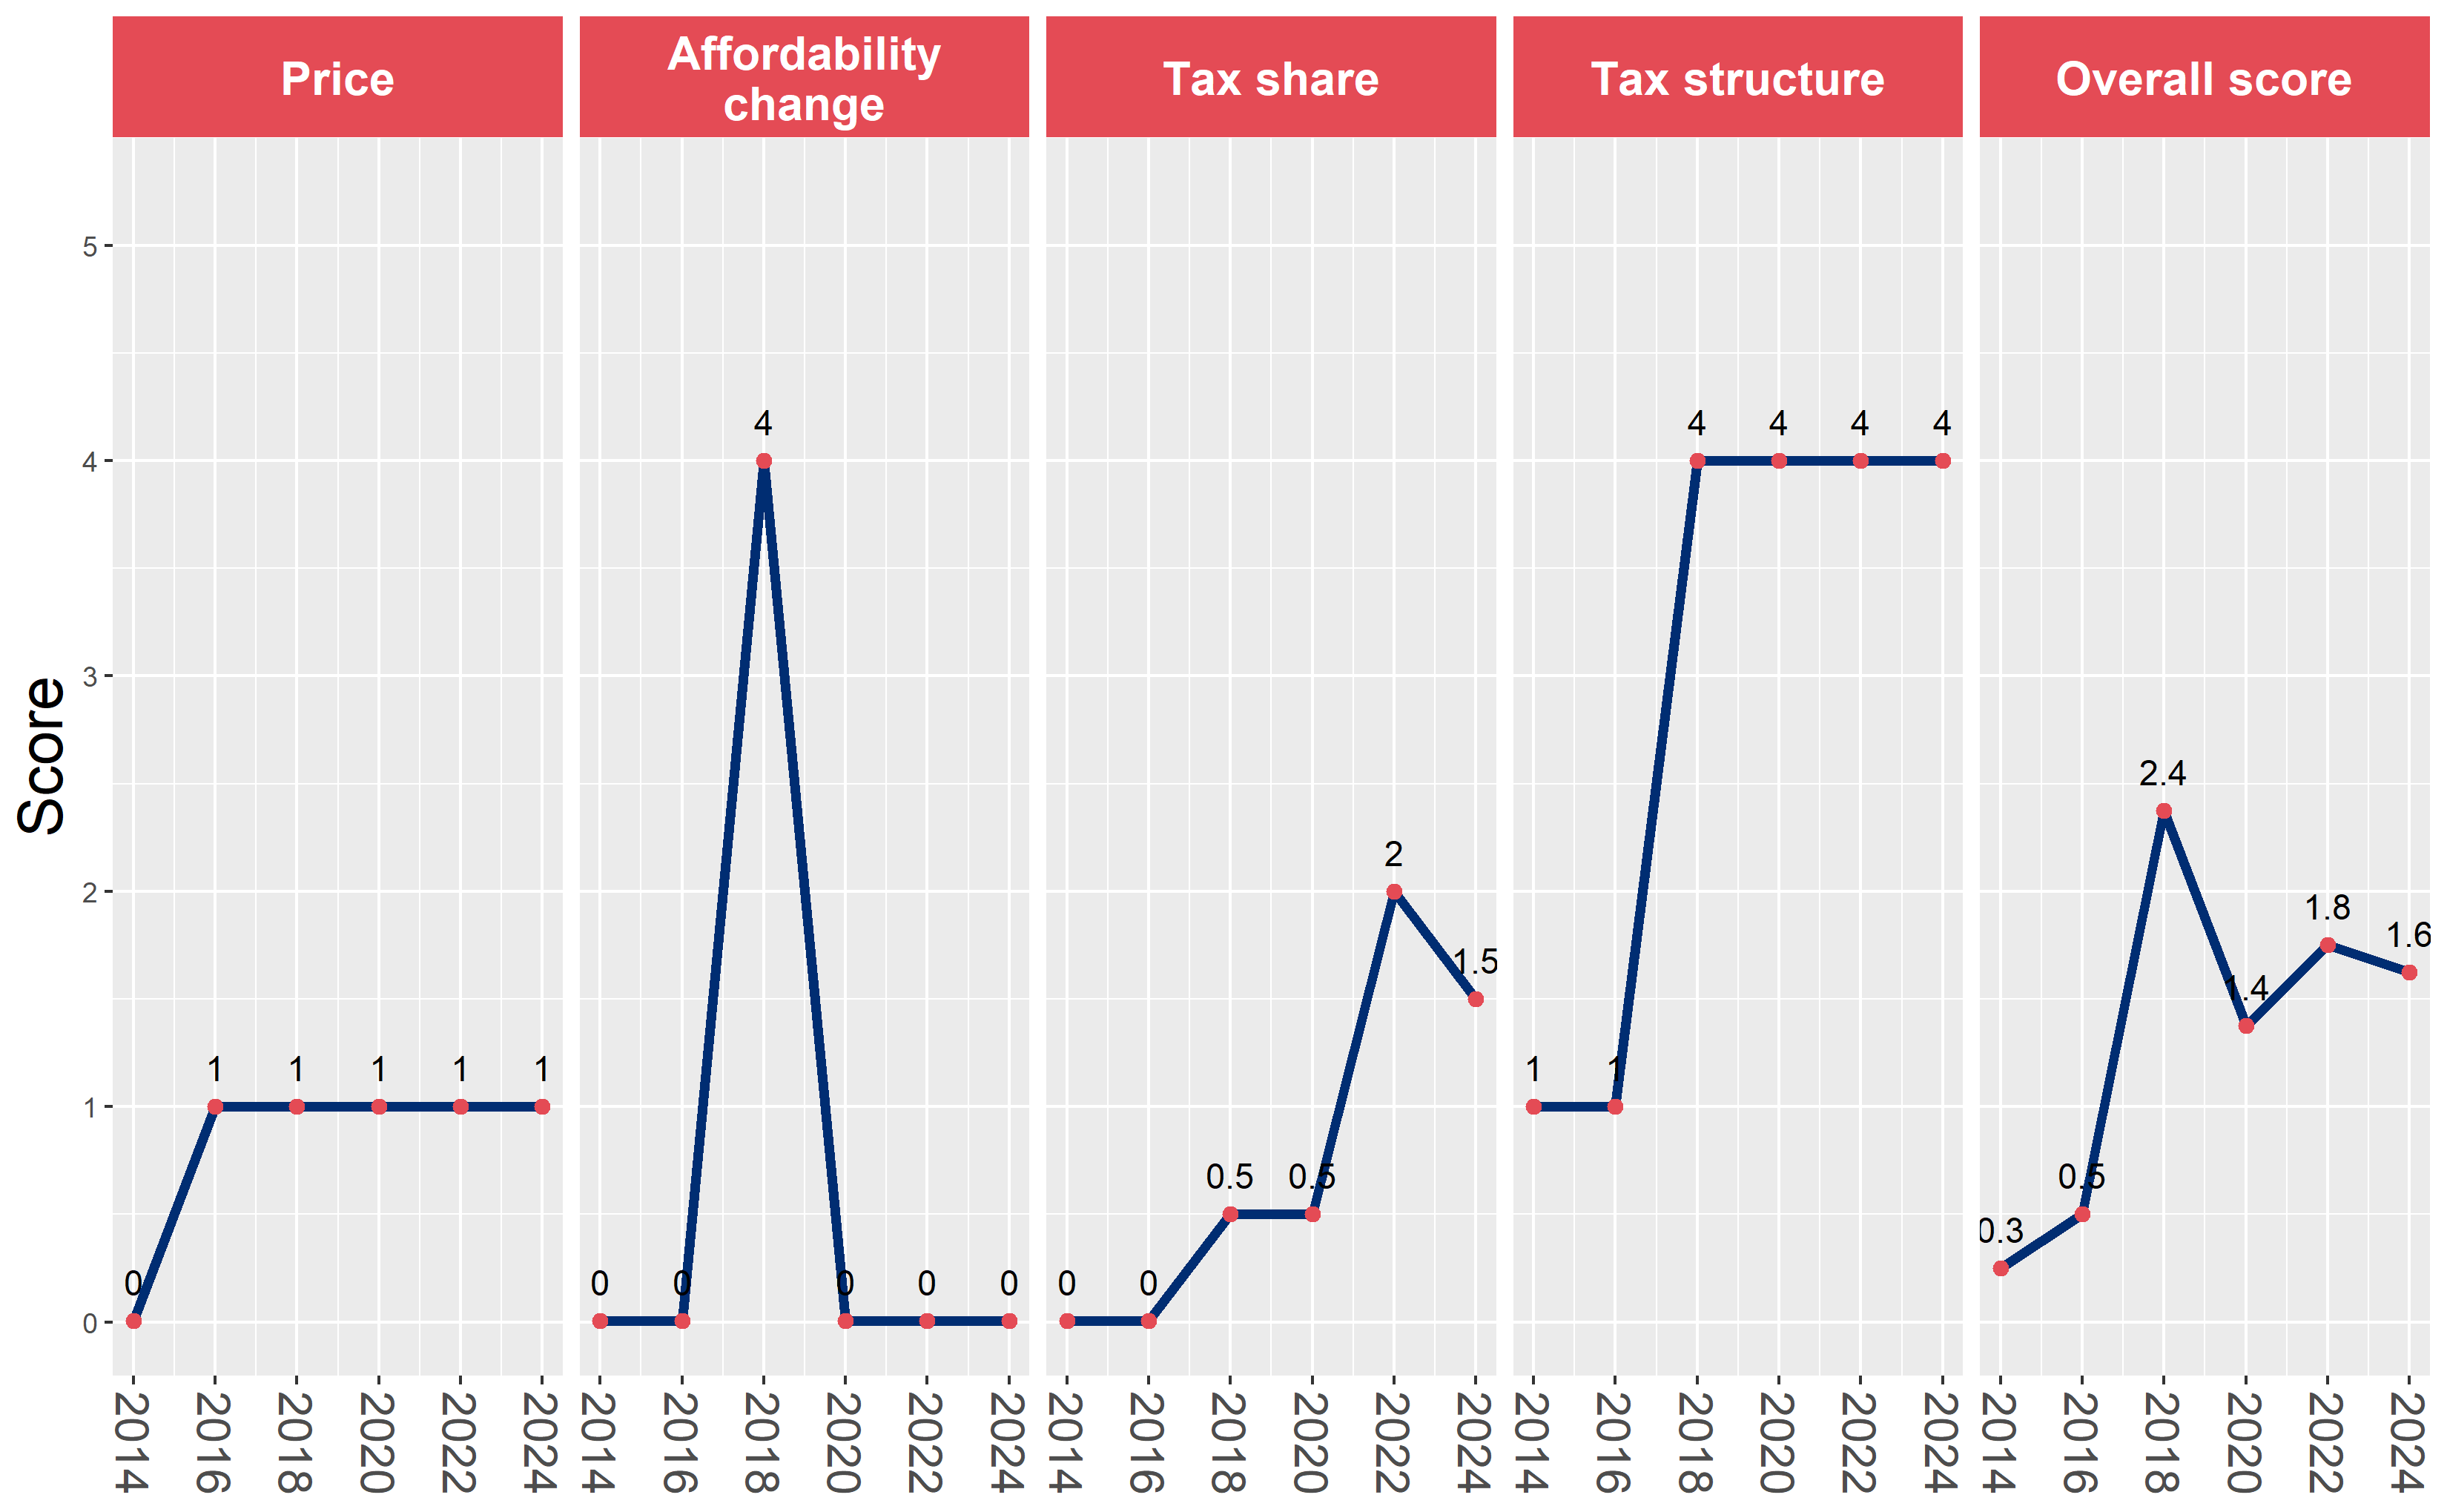 Price
Affordability
change
Tax share
Tax structure
Overall score
Score
5
4
3
2
1
0
0 1 1 1 1 1
0 0 4 0 0 0
0 0 0.5 0.5 2 1.5
1 1 4 4 4 4
0.3 0.5 2.4 1.4 1.8 1.6
2014 2016 2018 2020 2022 2024
2014 2016 2018 2020 2022 2024
2014 2016 2018 2020 2022 2024
2014 2016 2018 2020 2022 2024
2014 2016 2018 2020 2022 2024